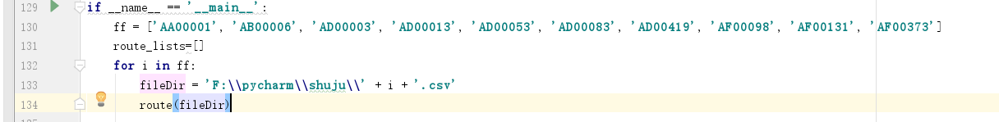 129 if __name__ == '__main__':
130 ff = ['AA00001', 'AB00006', 'AD00003', 'AD00013', 'AD00053', 'AD00083', 'AD00419', 'AF00098', 'AF00131', 'AF00373']
131 route_lists=[]
132 for i in ff:
133 fileDir = 'F:\\pycharm\\shuju\\' + i + '.csv'
134 route(fileDir)